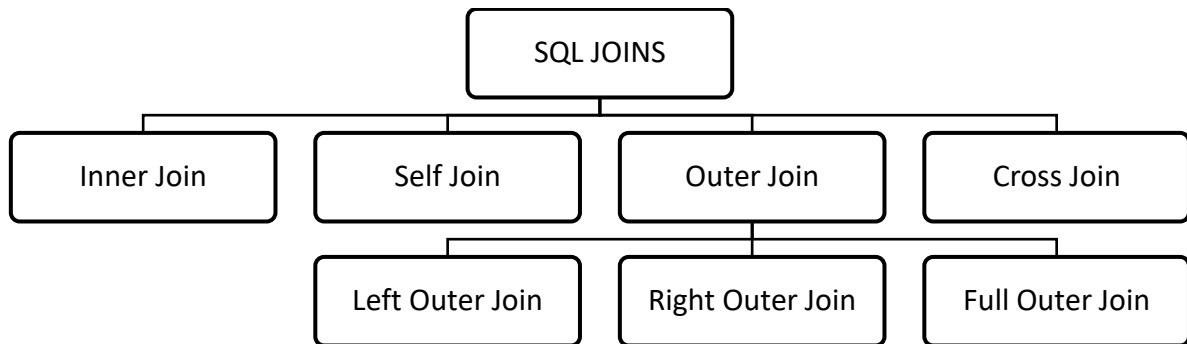 SQL JOINS
Inner Join
Self Join
Outer Join
Cross Join
Left Outer Join
Right Outer Join
Full Outer Join